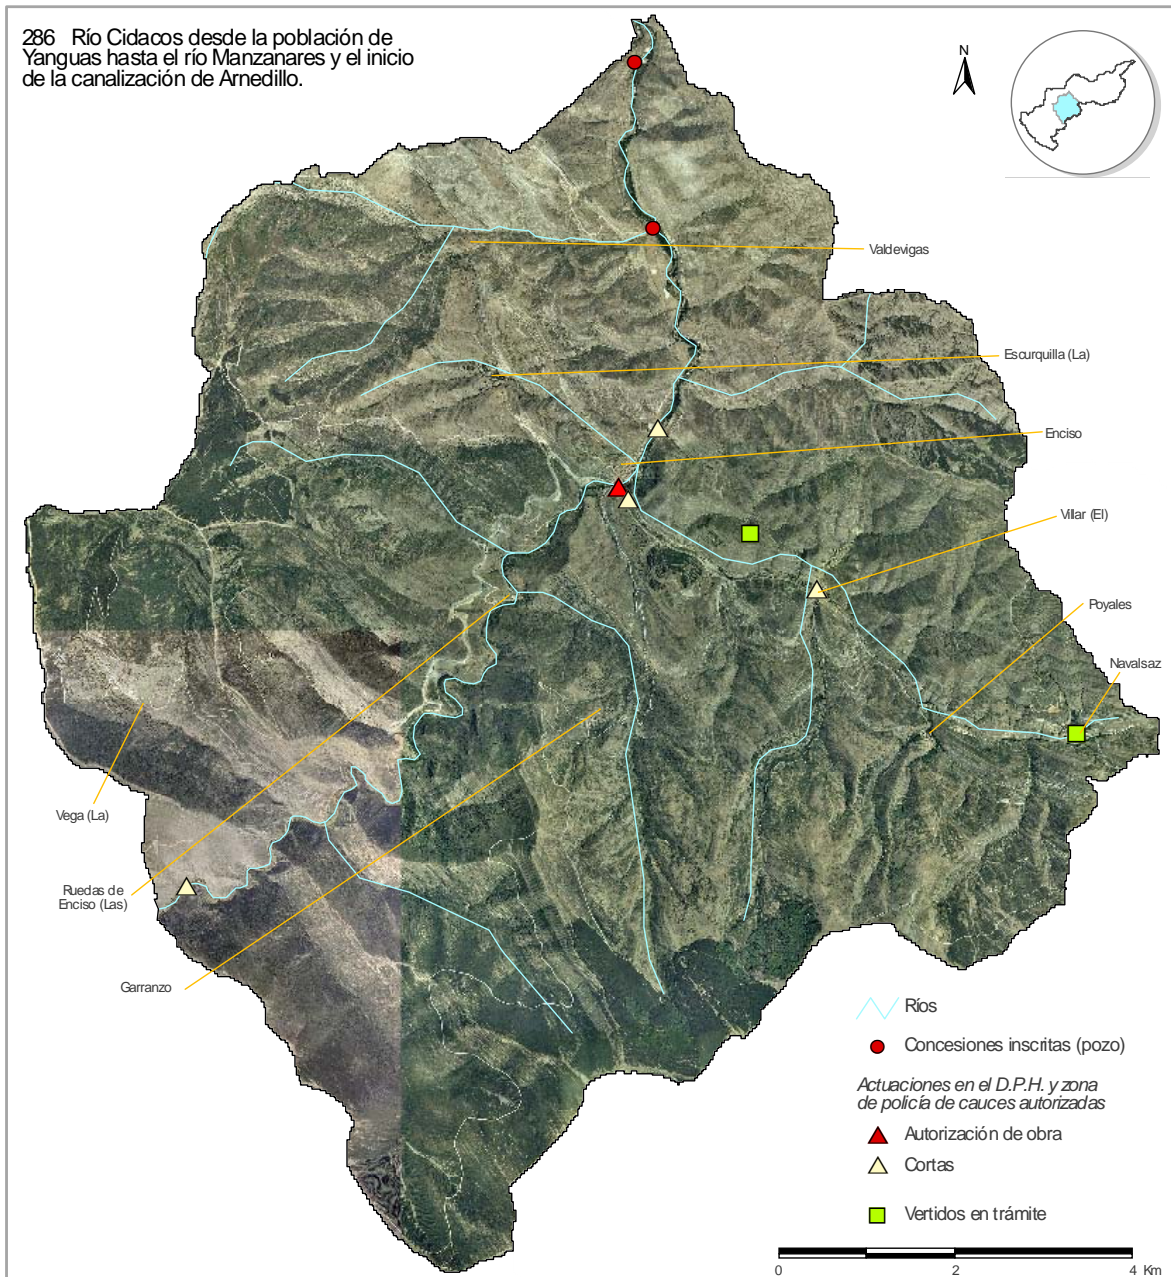 286 Río Cidacos desde la población de
Yanguas hasta el río Manzanares y el inicio
de la canalización de Arnedillo.
N
Valdevigas
Escurquilla (La)
Enciso
Villar (El)
Poyales
Navalsaz
Vega (La)
Ruedas de
Enciso (Las)
Garranzo
Ríos
Concesiones inscritas (pozo)
Actuaciones en el D.P.H. y zona
de policía de cauces autorizadas
Autorización de obra
Cortas
Vertidos en trámite
0 2 4 Km